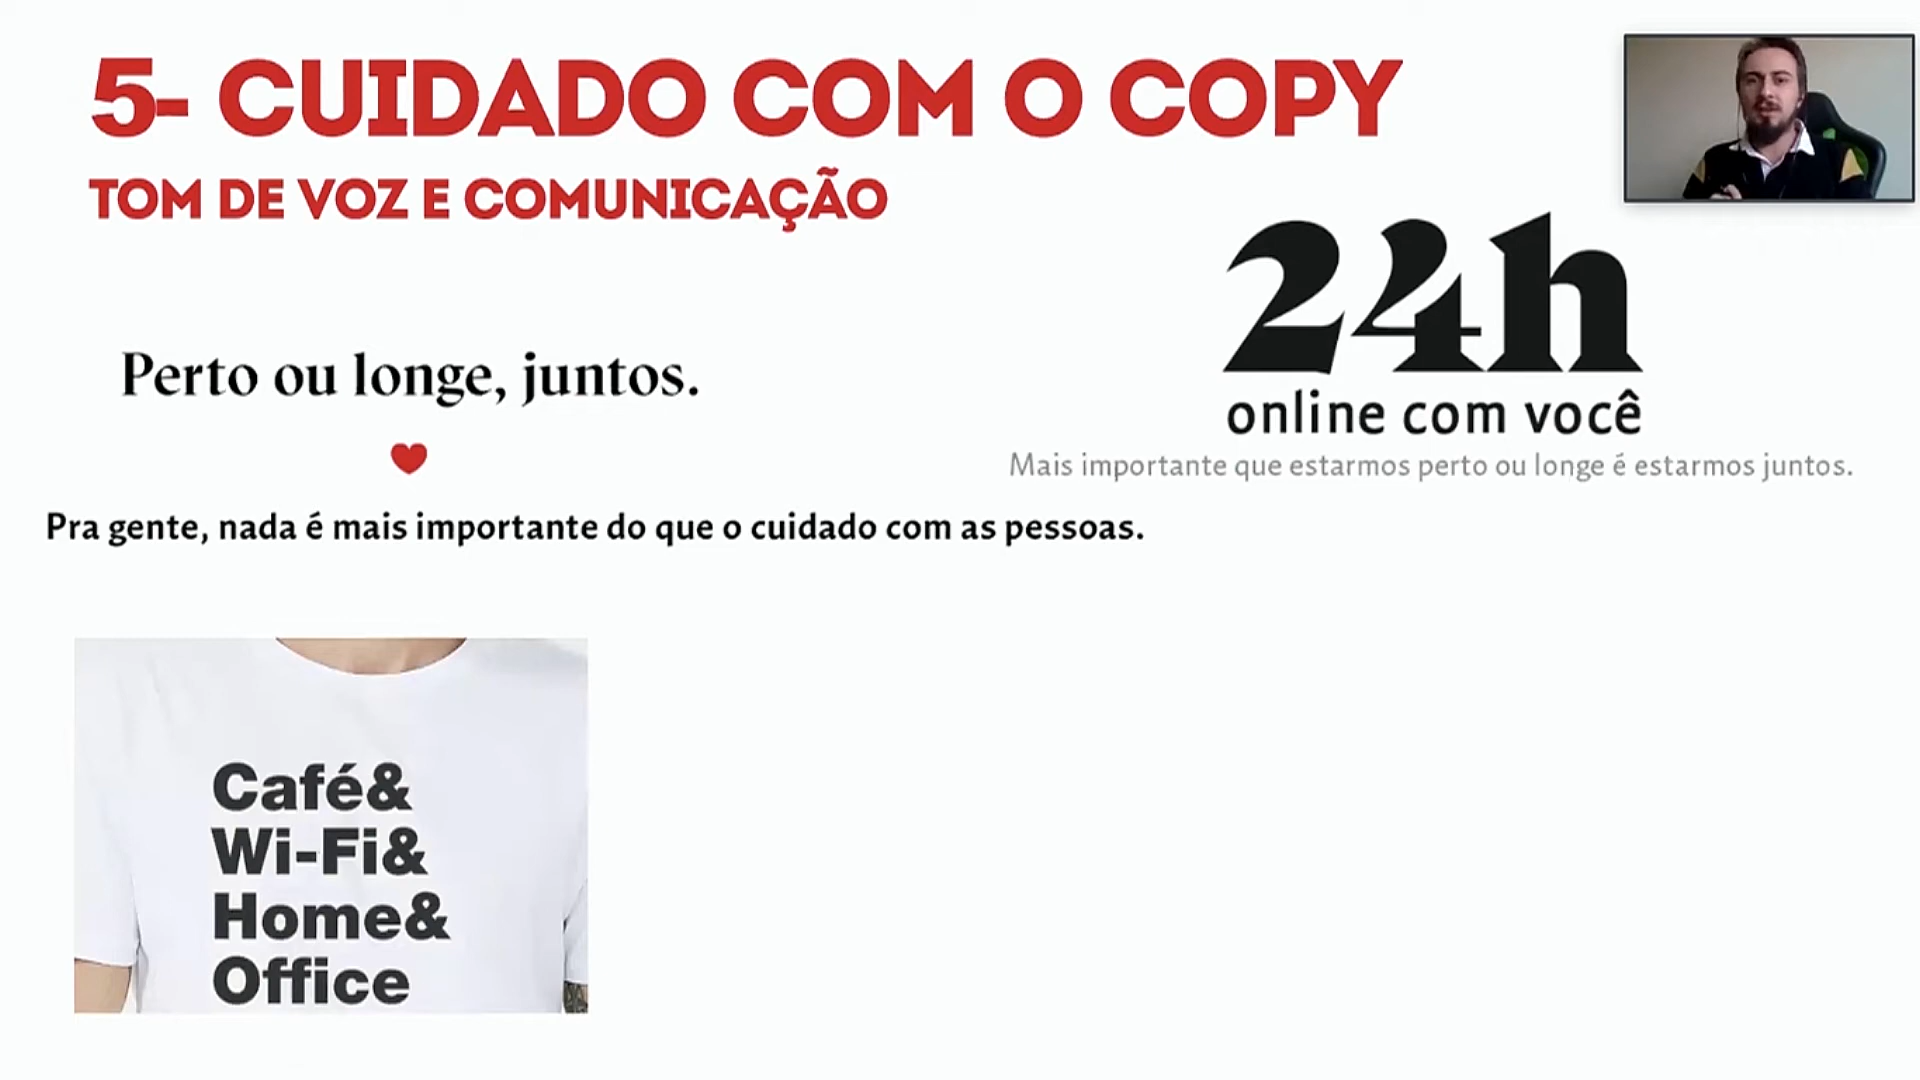 5- CUIDADO COM O COPY
TOM DE VOZ E COMUNICAÇÃO
24h
online com você
Mais importante que estarmos perto ou longe é estarmos juntos.
Perto ou longe, juntos.
Pra gente, nada é mais importante do que o cuidado com as pessoas.
Café&
Wi-Fi&
Home&
Office